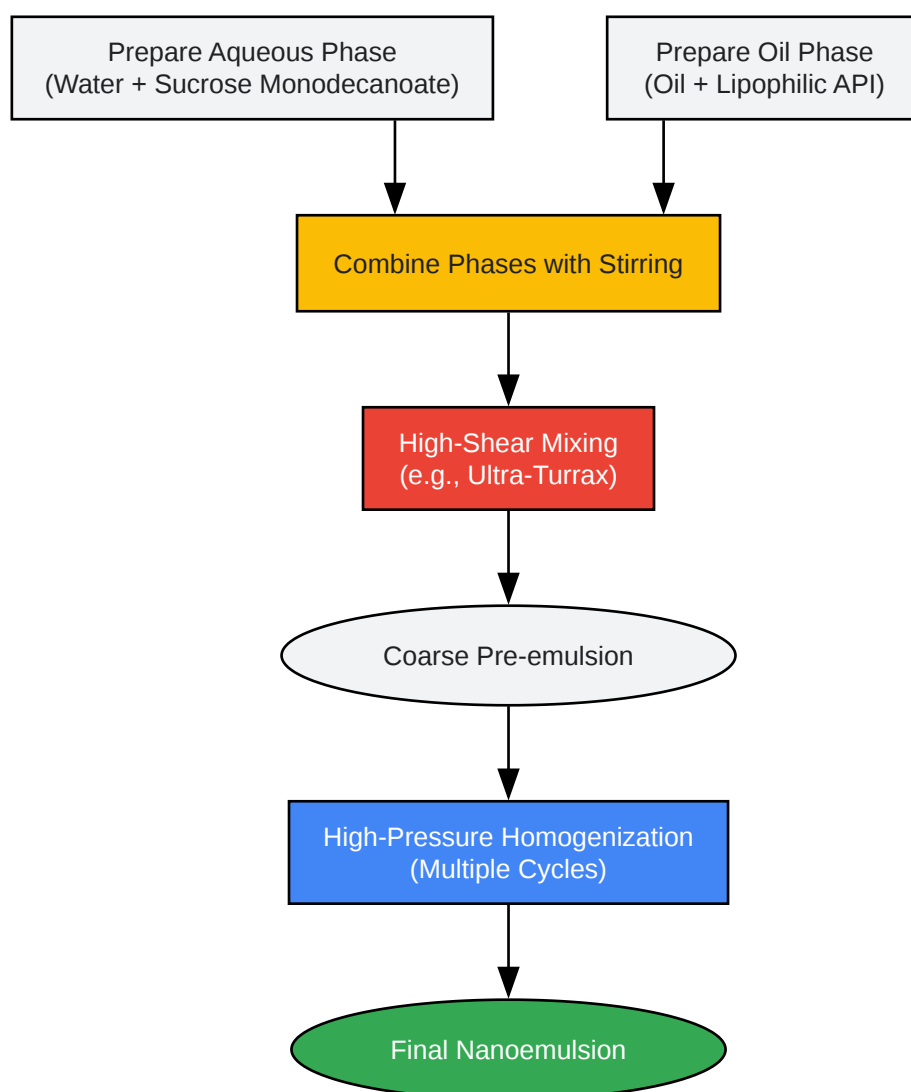 Prepare Aqueous Phase
(Water + Sucrose Monodecanoate)
Prepare Oil Phase
(Oil + Lipophilic API)
Combine Phases with Stirring
High-Shear Mixing
(e.g., Ultra-Turrax)
Coarse Pre-emulsion
High-Pressure Homogenization
(Multiple Cycles)
Final Nanoemulsion